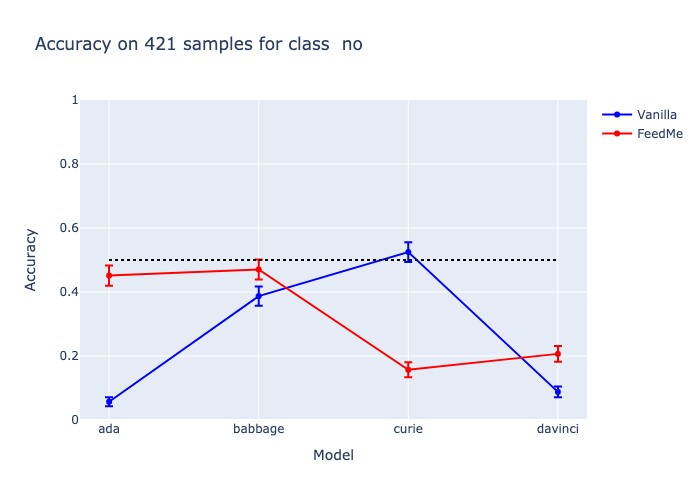 Accuracy on 421 samples for class  no
Vanilla
FeedMe
1
0.8
0.6
0.4
0.2
0
Accuracy
ada
babbage
curie
davinci
Model